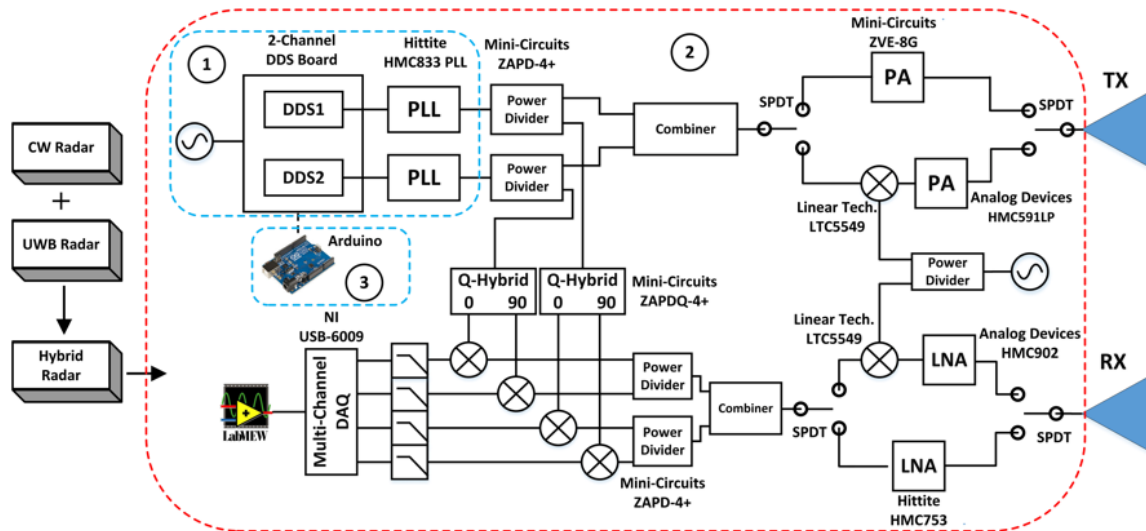 CW Radar
+
UWB Radar
Hybrid
Radar
1
2-Channel
DDS Board
DDS1
DDS2
Hittite
HMC833 PLL
PLL
PLL
Mini-Circuits
ZAPD-4+
Power
Divider
Power
Divider
2
Combiner
SPDT
Mini-Circuits
ZVE-8G
PA
SPDT
TX
PA
Linear Tech.
LTC5549
Analog Devices
HMC591LP
Arduino
3
Q-Hybrid
0 90
Q-Hybrid
0 90
Mini-Circuits
ZAPDQ-4+
Power
Divider
NI
USB-6009
Multi-Channel
DAQ
LabVIEW
Power
Divider
Power
Divider
Mini-Circuits
ZAPD-4+
Combiner
SPDT
Linear Tech.
LTC5549
Analog Devices
HMC902
LNA
SPDT
RX
LNA
Hittite
HMC753